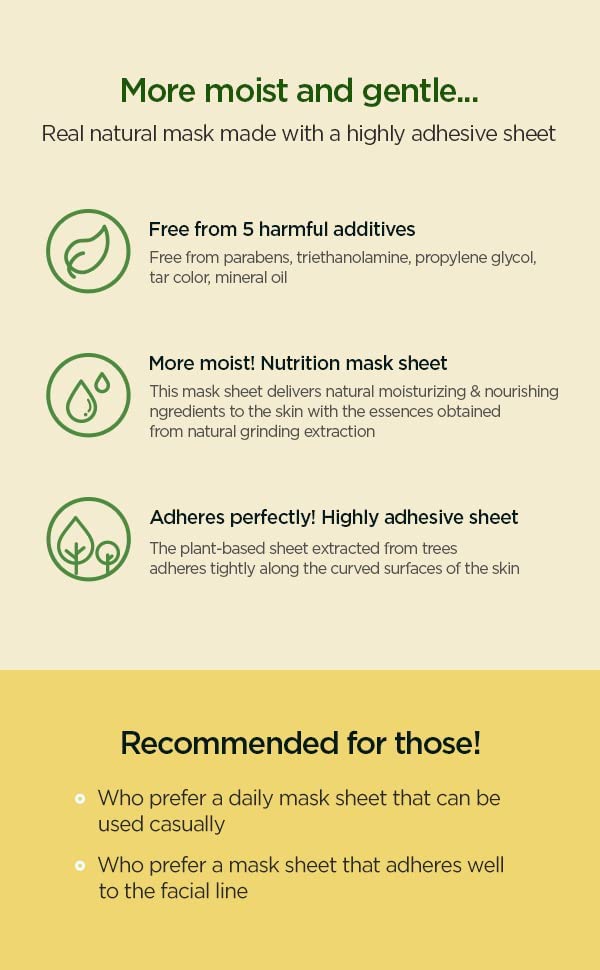 More moist and gentle...
Real natural mask made with a highly adhesive sheet
Free from 5 harmful additives
Free from parabens, triethanolamine, propylene glycol,
tar color, mineral oil
More moist! Nutrition mask sheet
This mask sheet delivers natural moisturizing & nourishing
ngredients to the skin with the essences obtained
from natural grinding extraction
Adheres perfectly! Highly adhesive sheet
The plant-based sheet extracted from trees
adheres tightly along the curved surfaces of the skin
Recommended for those!
Who prefer a daily mask sheet that can be
used casually
Who prefer a mask sheet that adheres well
to the facial line